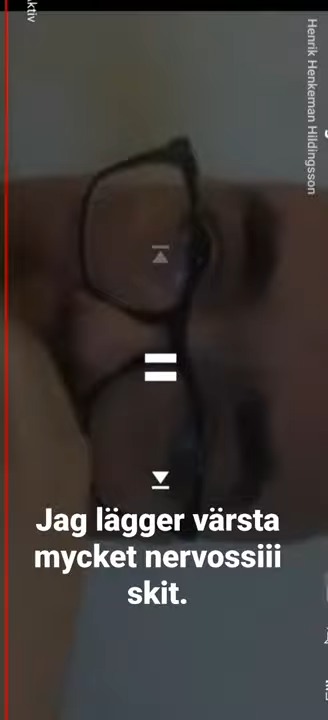 Henrik Henkeman Hildingsson
Jag lägger värsta
mycket nervossiii
skit.